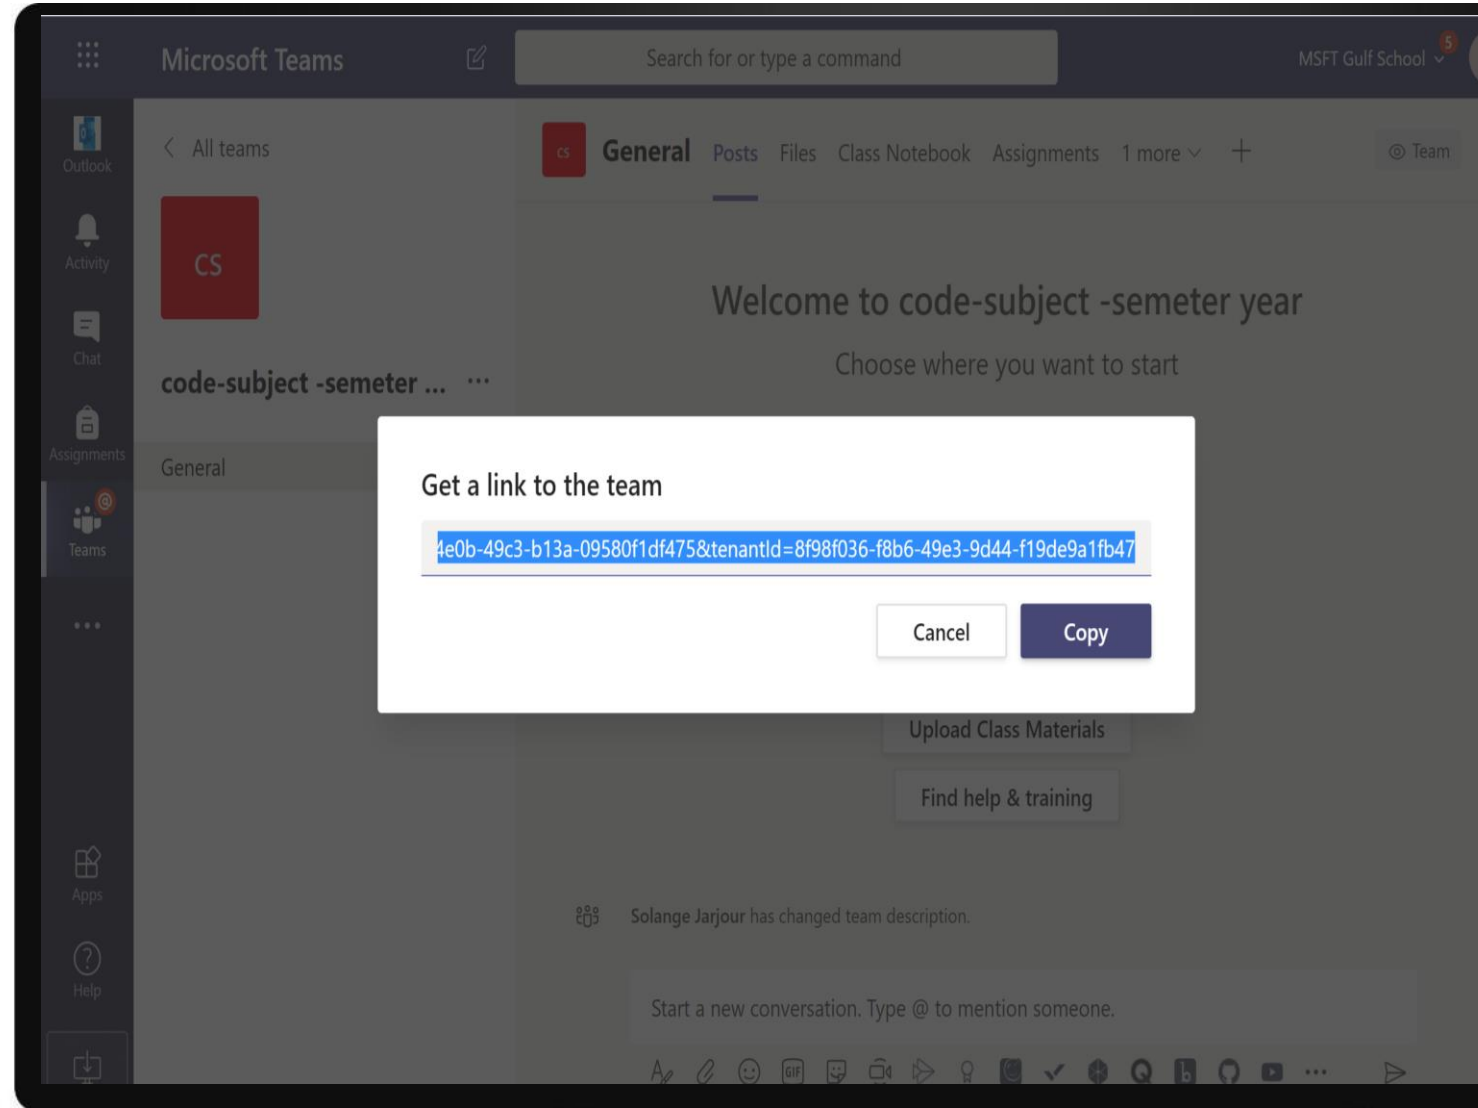 Microsoft Teams
Search for or type a command
MSFT Gulf School
5
Outlook
Activity
Chat
Assignments
@
Teams
Apps
Help
All teams
CS
code-subject -semeter ...
General
cs
General Posts Files Class Notebook Assignments 1 more
Team
Welcome to code-subject -semeter year
Choose where you want to start
Get a link to the team
4e0b-49c3-b13a-09580f1df475&tenantId=8f98f036-f8b6-49e3-9d44-f19de9a1fb47
Cancel Copy
Upload Class Materials
Find help & training
Solange Jarjour has changed team description.
Start a new conversation. Type @ to mention someone.
GIF